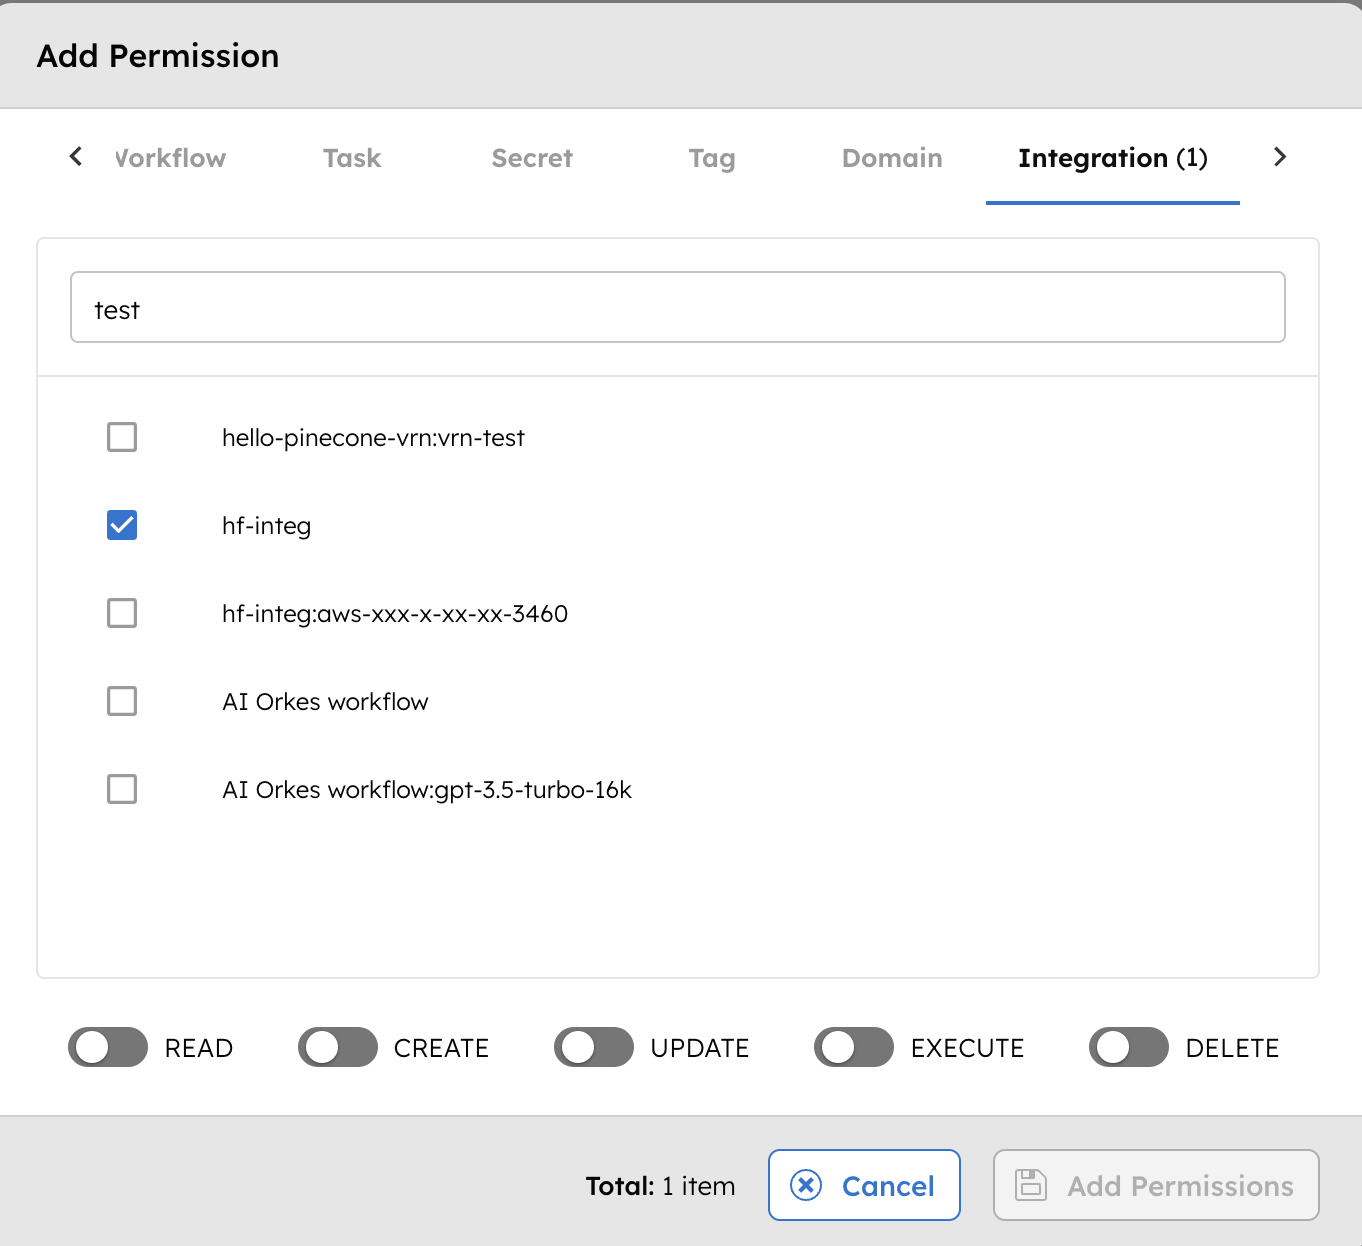 Add Permission
Workflow Task Secret Tag Domain Integration (1)
test
hello-pinecone-vrn:vrn-test
hf-integ
hf-integ:aws-xxx-x-xx-xx-3460
AI Orkes workflow
AI Orkes workflow:gpt-3.5-turbo-16k
READ CREATE UPDATE EXECUTE DELETE
Total: 1 item Cancel Add Permissions